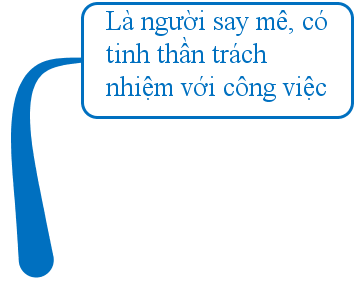 Là người say mê, có
tinh thần trách
nhiệm với công việc